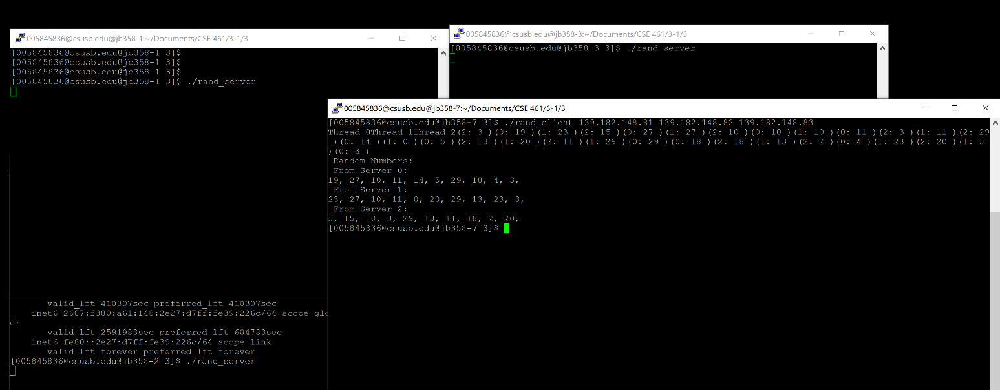 005845836@csusb.edu@jb358-1:~/Documents/CSE 461/3-1/3
[005845836@csusb.edu@jb358-1 3]$
[005845836@csusb.edu@jb358-1 3]$
[005845836@csusb.edu@jb358-1 3]$
[005845836@csusb.edu@jb358-1 3]$ ./rand_server
005845836@csusb.edu@jb358-3:~/Documents/CSE 461/3-1/3
[005845836@csusb.edu@jb358-3 3]$ ./rand_server
005845836@csusb.edu@jb358-7:~/Documents/CSE 461/3-1/3
[005845836@csusb.edu@jb358-7 3]$ ./rand_client 139.182.148.81 139.182.148.82 139.182.148.83
Thread 0Thread 1Thread 2(2: 3 )(0: 19 )(1: 23 )(2: 15 )(0: 27 )(1: 27 )(2: 10 )(0: 10 )(1: 10 )(0: 11 )(2: 3 )(1: 11 )(2: 29
)(0: 14 )(1: 0 )(0: 5 )(2: 13 )(1: 20 )(2: 11 )(1: 29 )(0: 29 )(0: 18 )(2: 18 )(1: 13 )(2: 2 )(0: 4 )(1: 23 )(2: 20 )(1: 3
)(0: 3 )
Random Numbers:
From Server 0:
19, 27, 10, 11, 14, 5, 29, 18, 4, 3,
From Server 1:
23, 27, 10, 11, 0, 20, 29, 13, 23, 3,
From Server 2:
3, 15, 10, 3, 29, 13, 11, 18, 2, 20,
[005845836@csusb.edu@jb358-7 3]$
valid_lft 410307sec preferred_lft 410307sec
inet6 2607:f380:a61:148:2e27:d7ff:fe39:226c/64 scope glo
dr
valid_lft 2591983sec preferred_lft 604783sec
inet6 fe80::2e27:d7ff:fe39:226c/64 scope link
valid_lft forever preferred_lft forever
[005845836@csusb.edu@jb358-2 3]$ ./rand_server